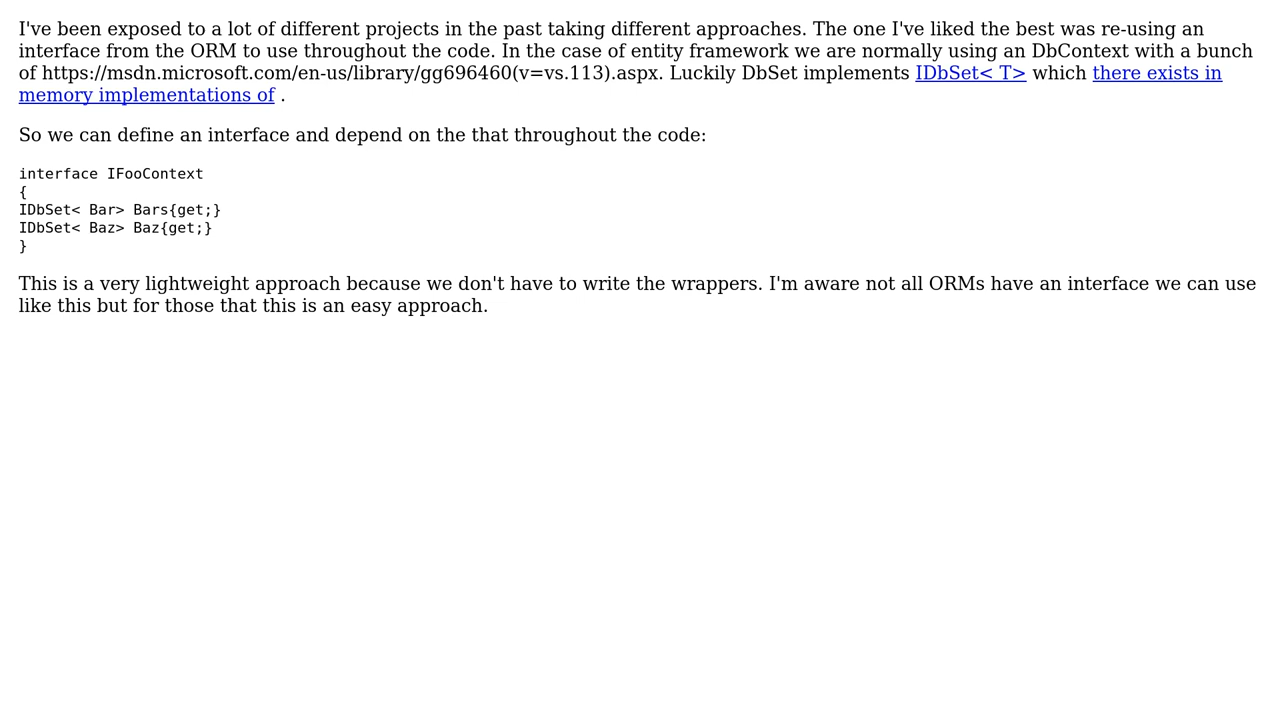 I've been exposed to a lot of different projects in the past taking different approaches. The one I've liked the best was re-using an
interface from the ORM to use throughout the code. In the case of entity framework we are normally using an DbContext with a bunch
of https://msdn.microsoft.com/en-us/library/gg696460(v=vs.113).aspx. Luckily DbSet implements IDbSet< T> which there exists in
memory implementations of .
So we can define an interface and depend on the that throughout the code:
interface IFooContext
{
IDbSet< Bar> Bars{get;}
IDbSet< Baz> Baz{get;}
}
This is a very lightweight approach because we don't have to write the wrappers. I'm aware not all ORMs have an interface we can use
like this but for those that this is an easy approach.